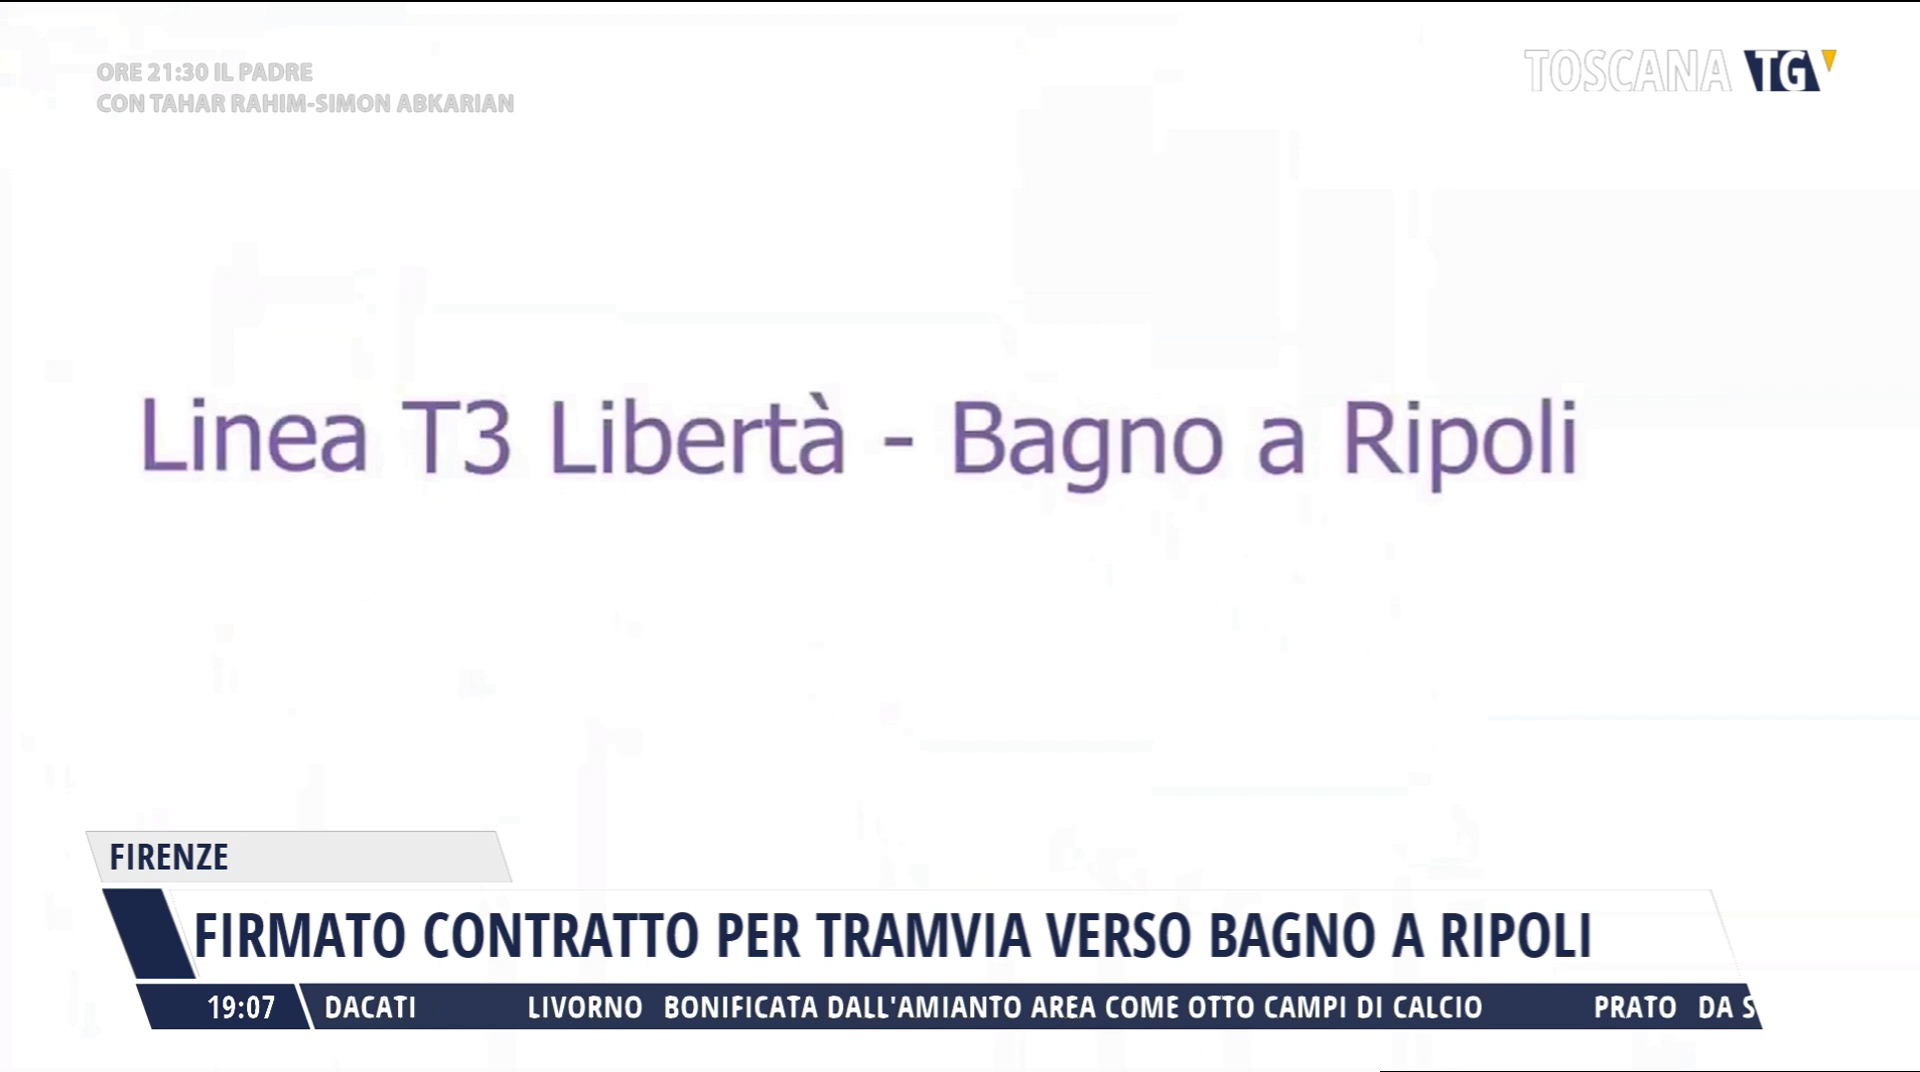 ORE 21:30 IL PADRE
CON TAHAR RAHIM-SIMON ABKARIAN
TOSCANA TG
Linea T3 Libertà - Bagno a Ripoli
FIRENZE
FIRMATO CONTRATTO PER TRAMVIA VERSO BAGNO A RIPOLI
19:07 DACATI LIVORNO BONIFICATA DALL'AMIANTO AREA COME OTTO CAMPI DI CALCIO PRATO DA S